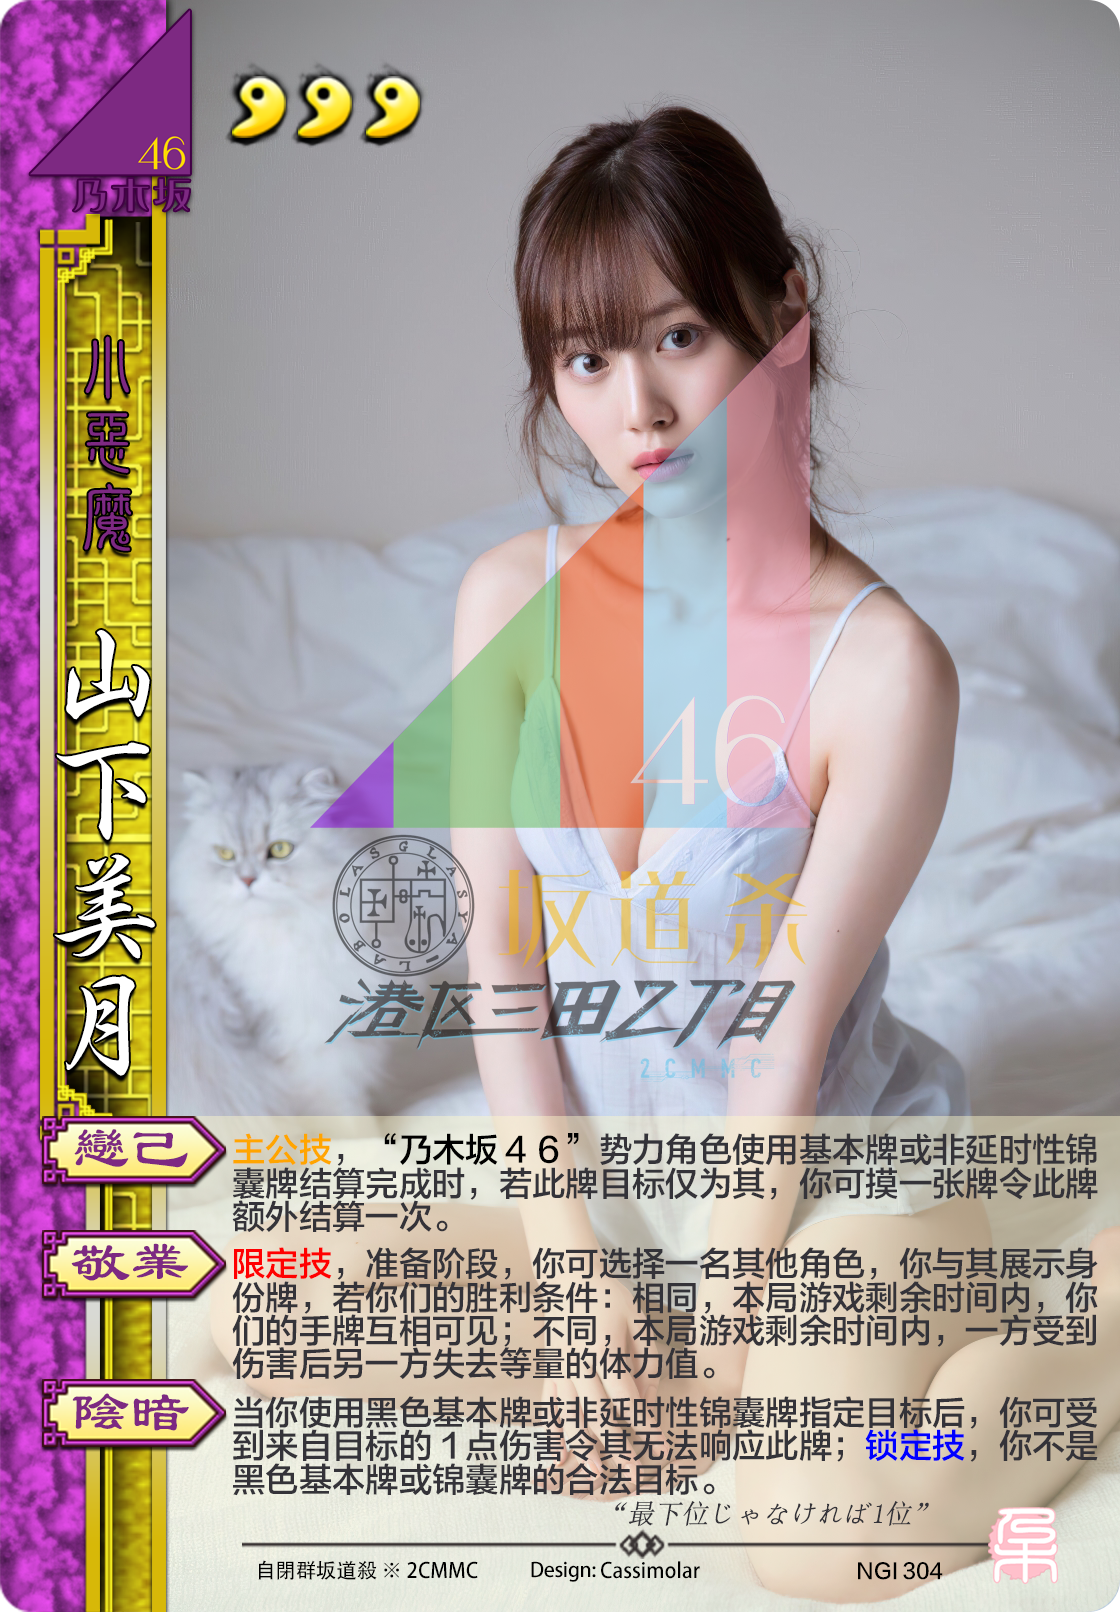 46
乃木坂
小惡魔
山下美月
46
GLASYA-LABOLAS
坂道杀
港区三田2丁目
2CMMC
戀己
主公技，“乃木坂４６”势力角色使用基本牌或非延时性锦
囊牌结算完成时，若此牌目标仅为其，你可摸一张牌令此牌
额外结算一次。
敬業
限定技，准备阶段，你可选择一名其他角色，你与其展示身
份牌，若你们的胜利条件：相同，本局游戏剩余时间内，你
们的手牌互相可见；不同，本局游戏剩余时间内，一方受到
伤害后另一方失去等量的体力值。
陰暗
当你使用黑色基本牌或非延时性锦囊牌指定目标后，你可受
到来自目标的１点伤害令其无法响应此牌；锁定技，你不是
黑色基本牌或锦囊牌的合法目标。
“最下位じゃなければ1位”
自閉群坂道殺 ※ 2CMMC
Design: Cassimolar
NGI 304